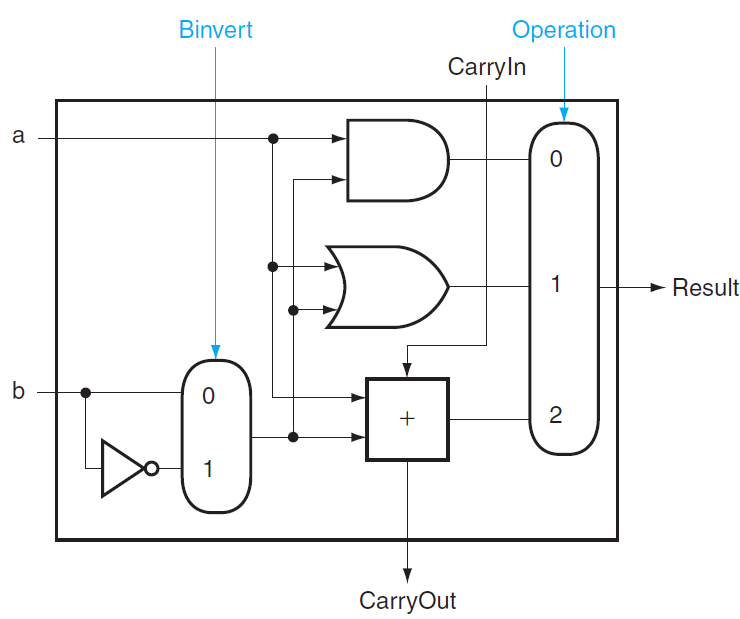 Binvert
Operation
CarryIn
a
0
1
Result
b
0
+
2
1
CarryOut